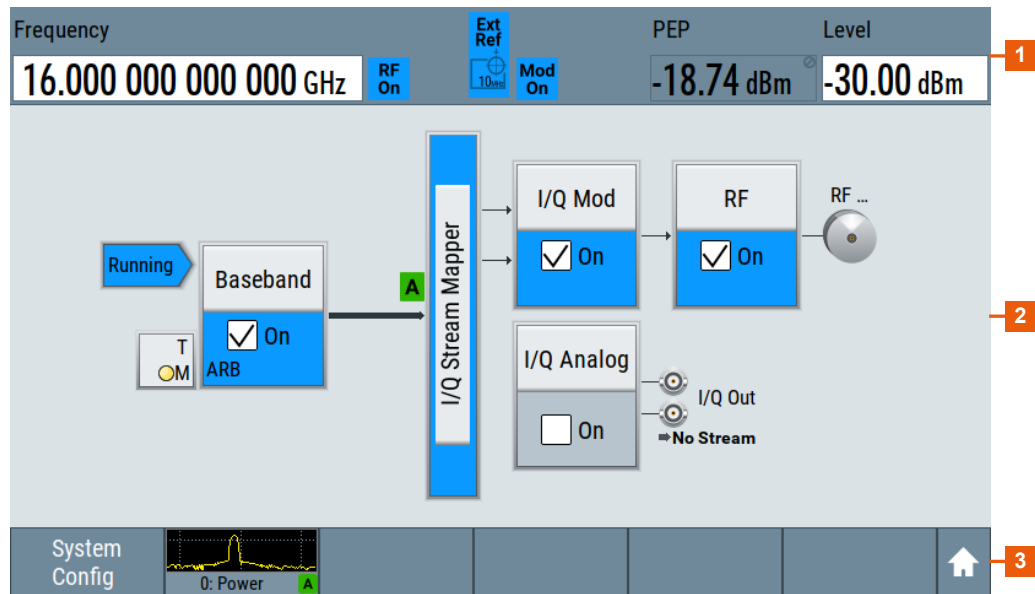 Frequency
Ext
Ref
PEP
Level
16.000 000 000 000 GHz
RF
On
10MHz
Mod
On
-18.74 dBm
-30.00 dBm
1
I/Q Mod
On
RF
On
RF ...
Running
Baseband
On
ARB
T
M
A
I/Q Stream Mapper
2
I/Q Analog
On
I/Q Out
No Stream
System
Config
0: Power
A
3